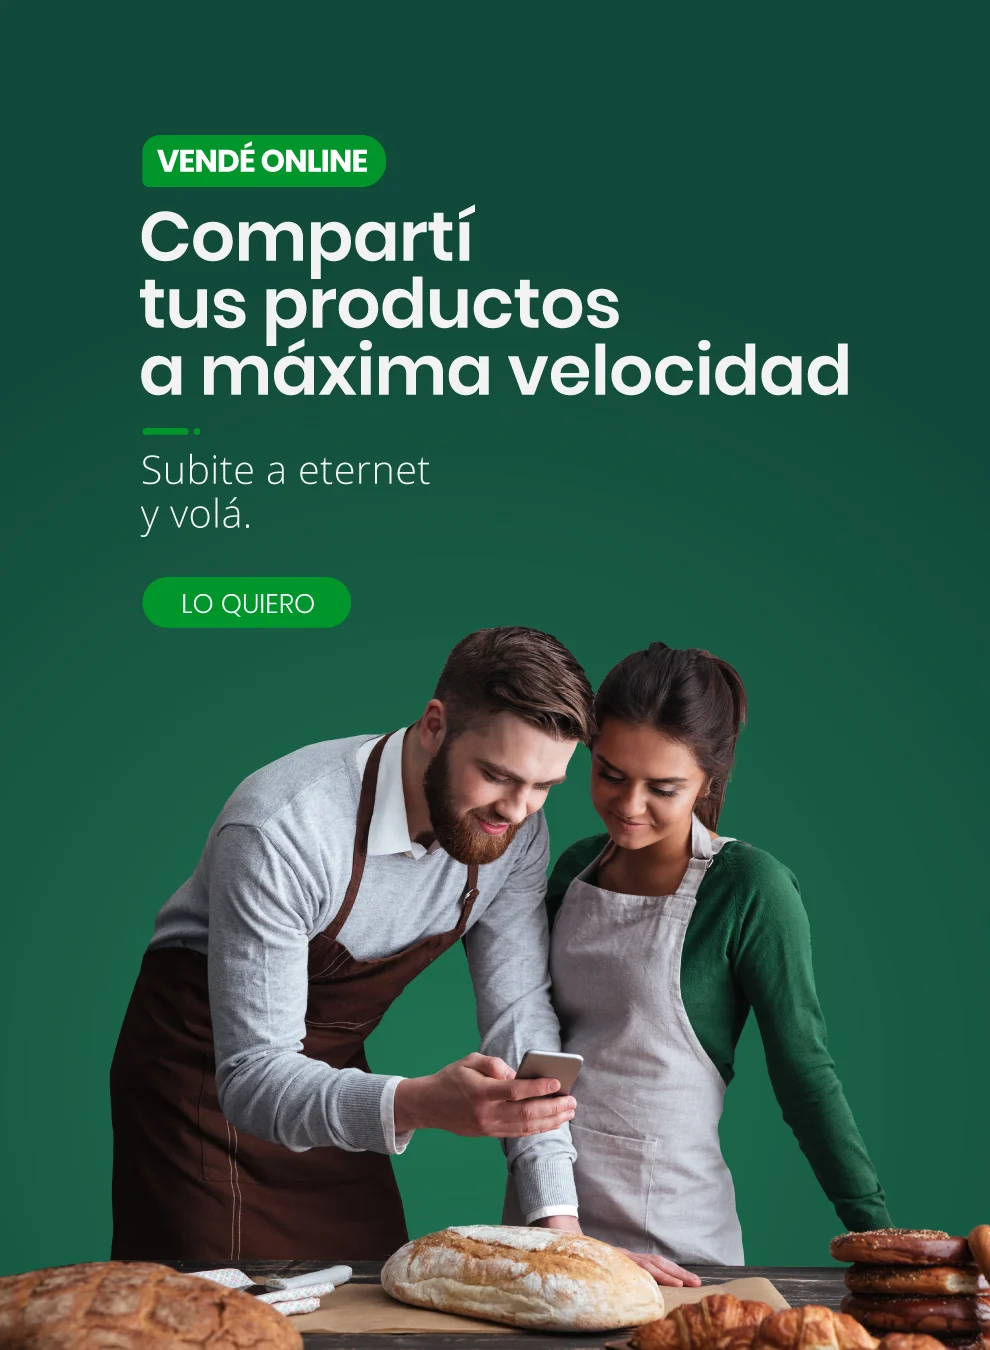 VENDÉ ONLINE
Compartí
tus productos
a máxima velocidad
Subite a eternet
y volá.
LO QUIERO